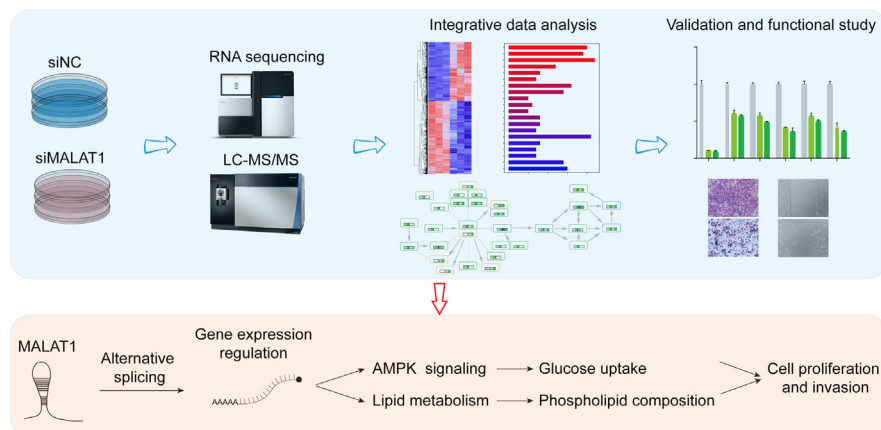 siNC
siMALAT1
RNA sequencing
LC-MS/MS
Integrative data analysis
Validation and functional study
MALAT1
Alternative
splicing
Gene expression
regulation
AAAAA
AMPK signaling
Glucose uptake
Lipid metabolism
Phospholipid composition
Cell proliferation
and invasion